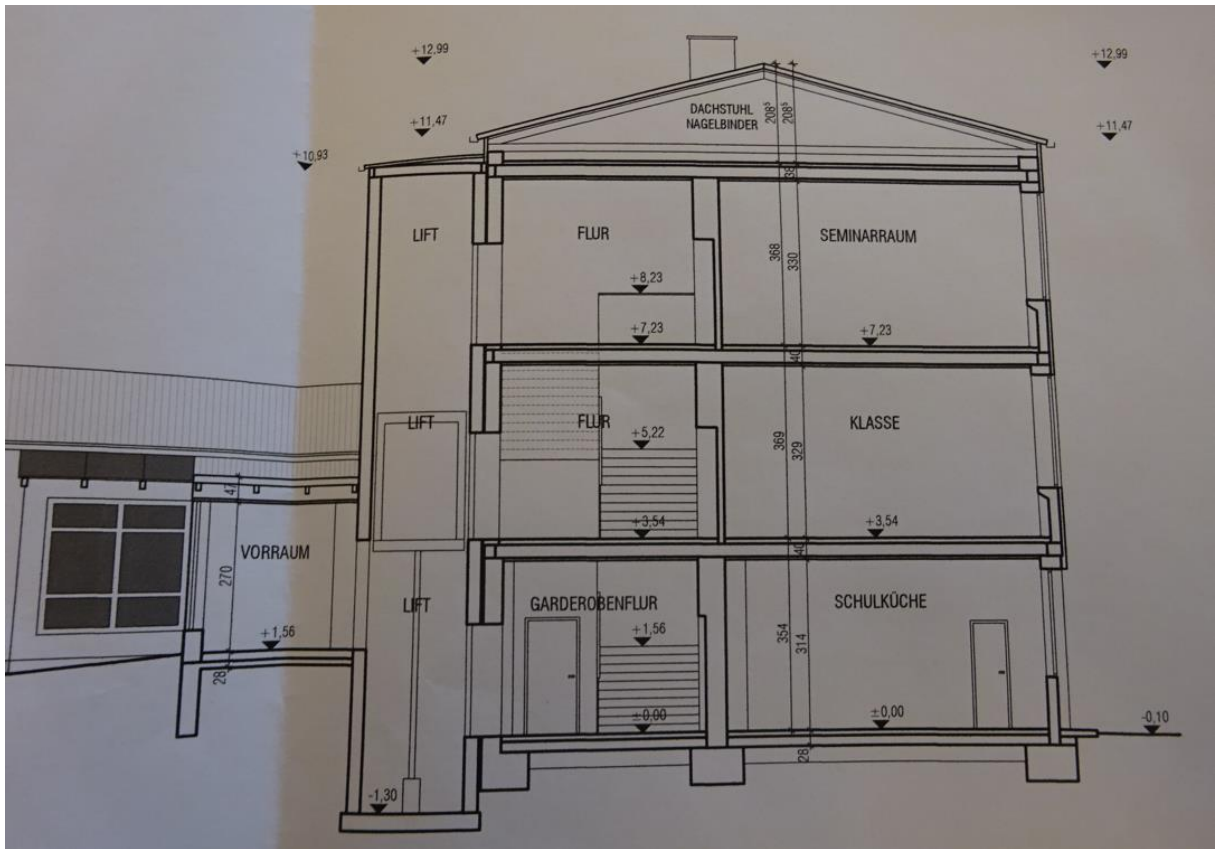 +12,99
+12,99
DACHSTUHL
NAGELBINDER
208⁵
208⁵
+11,47
+11,47
+10,93
38
LIFT
FLUR
SEMINARRAUM
368
330
+8,23
+7,23
+7,23
40
LIFT
FLUR
KLASSE
+5,22
369
329
47
+3,54
+3,54
40
VORRAUM
270
LIFT
GARDEROBENFLUR
SCHULKÜCHE
+1,56
+1,56
354
314
28
±0,00
±0,00
-0,10
28
-1,30